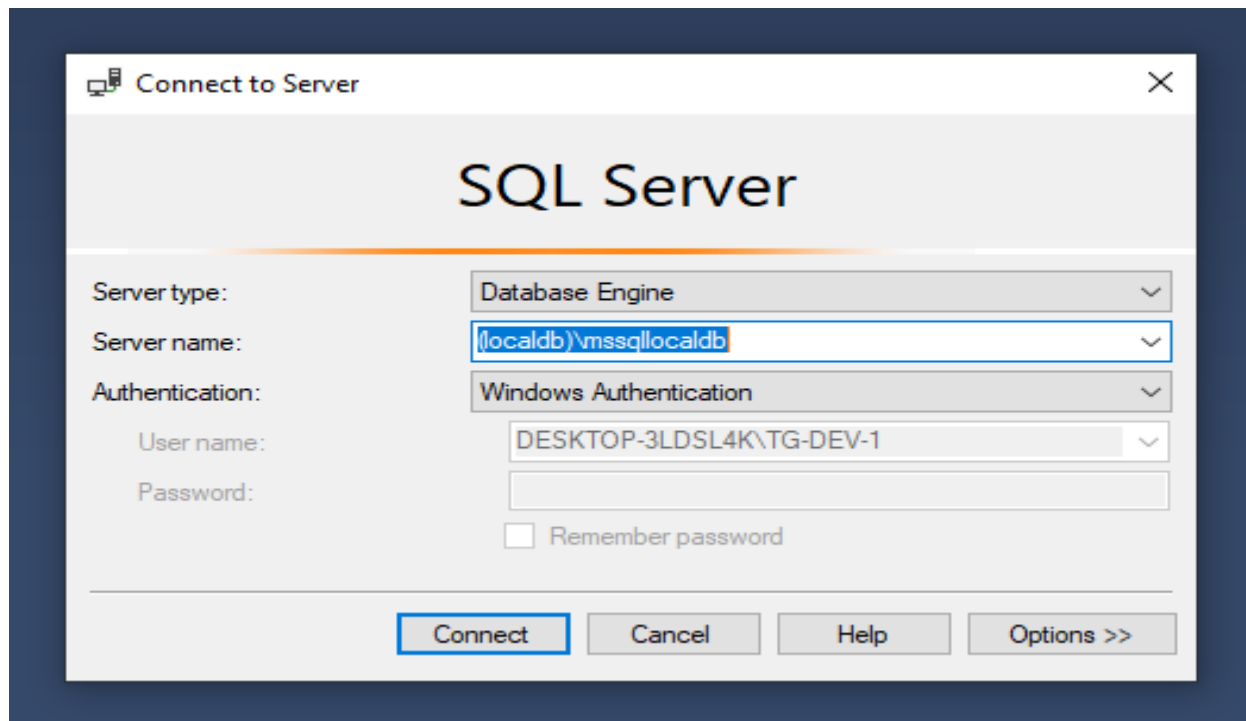 Connect to Server
SQL Server
Server type: Database Engine
Server name: (localdb)\mssqllocaldb
Authentication: Windows Authentication
User name: DESKTOP-3LDSL4K\TG-DEV-1
Password:
Remember password
Connect Cancel Help Options >>